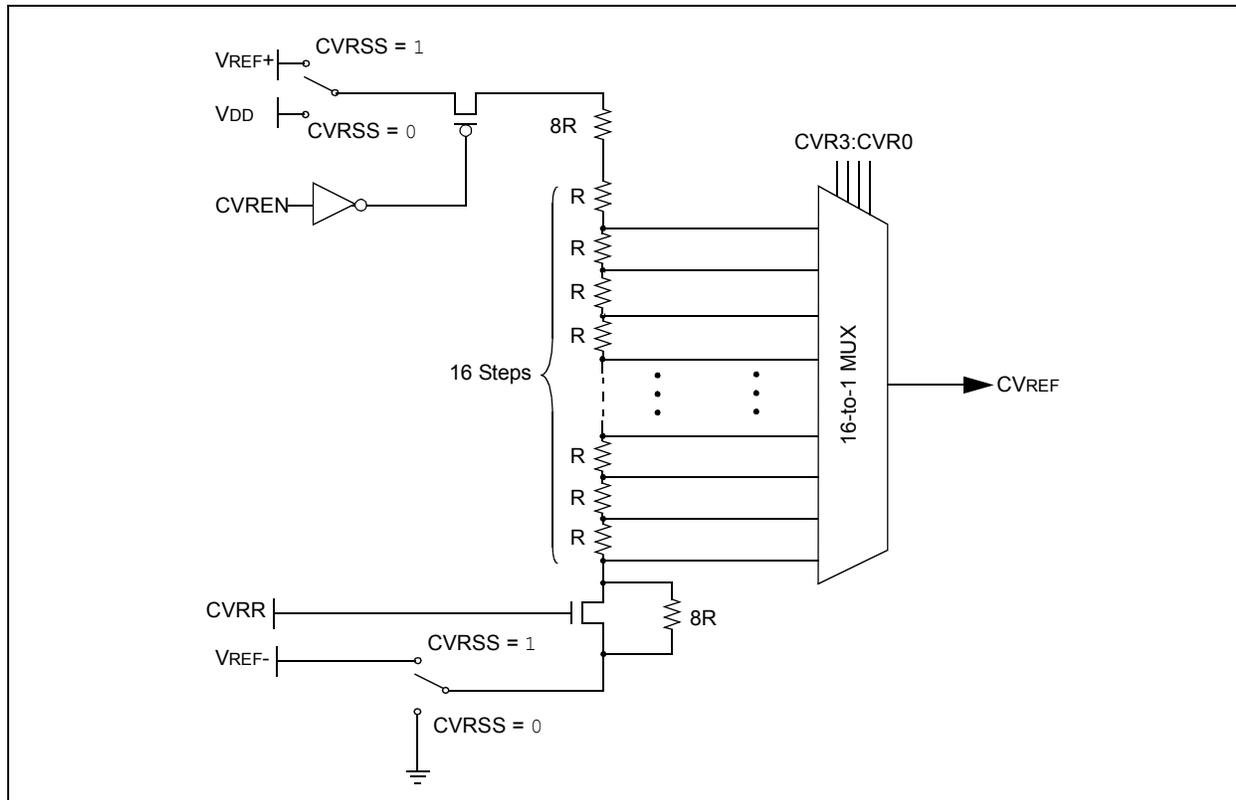 CVRSS = 1
VREF+
VDD
CVRSS = 0
8R
CVR3:CVR0
CVREN
R
R
R
R
16 Steps
16-to-1 MUX
CVREF
R
R
R
CVRR
8R
CVRSS = 1
VREF-
CVRSS = 0